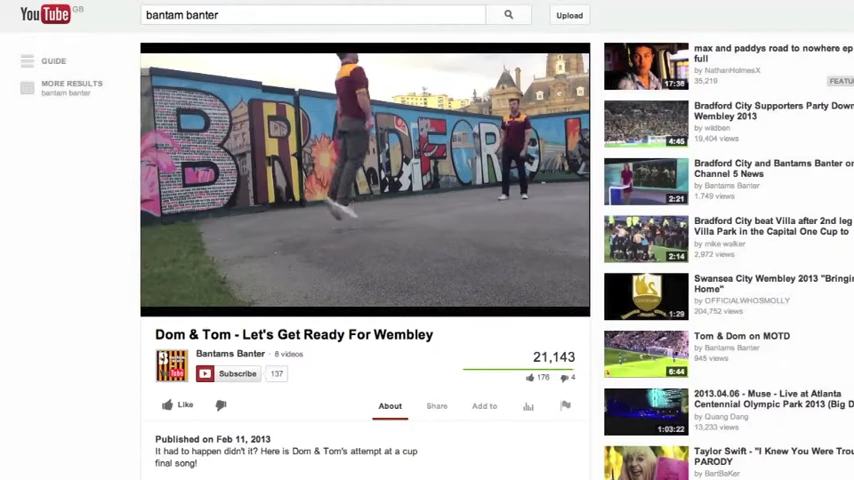 YouTube GB
bantam banter
Upload
GUIDE
MORE RESULTS
bantam banter
BRADFORD
Dom & Tom - Let's Get Ready For Wembley
Bantams Banter · 8 videos
Subscribe 137
21,143
176 4
Like
About Share Add to
Published on Feb 11, 2013
It had to happen didn't it? Here is Dom & Tom's attempt at a cup
final song!
max and paddys road to nowhere ep
full
by NathanHolmesX
35,219
FEATU
17:38
Bradford City Supporters Party Down
Wembley 2013
by wildben
19,404 views
4:45
Bradford City and Bantams Banter on
Channel 5 News
by Bantams Banter
1,749 views
2:21
Bradford City beat Villa after 2nd leg
Villa Park in the Capital One Cup to
by mike walker
2,972 views
2:14
Swansea City Wembley 2013 "Bringin
Home"
by OFFICIALWHOSMOLLY
204,752 views
1:29
Tom & Dom on MOTD
by Bantams Banter
945 views
6:44
2013.04.06 - Muse - Live at Atlanta
Centennial Olympic Park 2013 (Big D
by Quang Dang
13,233 views
1:03:22
Taylor Swift - "I Knew You Were Trou
PARODY
by BartBaKer